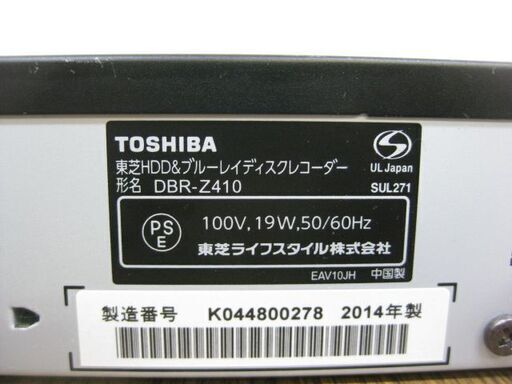 TOSHIBA
東芝HDD&ブルーレイディスクレコーダー
形名 DBR-Z410
UL Japan
SUL271
PS
E
100V,19W,50/60Hz
東芝ライフスタイル株式会社
EAV10JH 中国製
製造番号 K044800278 2014年製